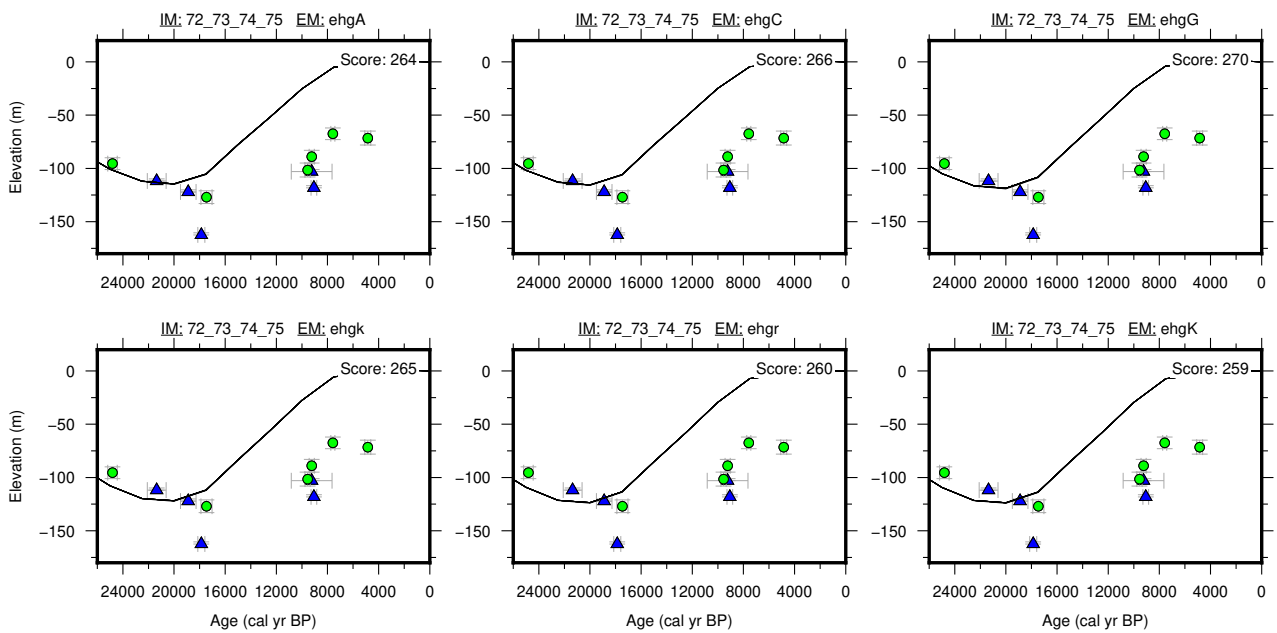 IM: 72_73_74_75 EM: ehgA
IM: 72_73_74_75 EM: ehgC
IM: 72_73_74_75 EM: ehgG
Score: 264
Score: 266
Score: 270
0
−50
−100
−150
Elevation (m)
24000 20000 16000 12000 8000 4000 0
0
−50
−100
−150
24000 20000 16000 12000 8000 4000 0
0
−50
−100
−150
24000 20000 16000 12000 8000 4000 0
IM: 72_73_74_75 EM: ehgk
IM: 72_73_74_75 EM: ehgr
IM: 72_73_74_75 EM: ehgK
Score: 265
Score: 260
Score: 259
0
−50
−100
−150
Elevation (m)
24000 20000 16000 12000 8000 4000 0
Age (cal yr BP)
0
−50
−100
−150
24000 20000 16000 12000 8000 4000 0
Age (cal yr BP)
0
−50
−100
−150
24000 20000 16000 12000 8000 4000 0
Age (cal yr BP)